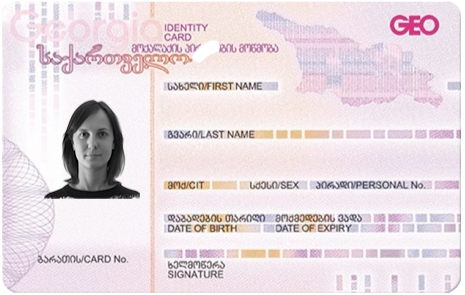 Georgia
IDENTITY
CARD
GEO
საქართველო
მოქალაქის
მოწმობა
სახელი/FIRST NAME
გვარი/LAST NAME
მოქ/CIT სქესი/SEX პირადი/PERSONAL No.
დაბადების თარიღი მოქმედების ვადა
DATE OF BIRTH DATE OF EXPIRY
ბარათის/CARD No.
ხელმოწერა
SIGNATURE